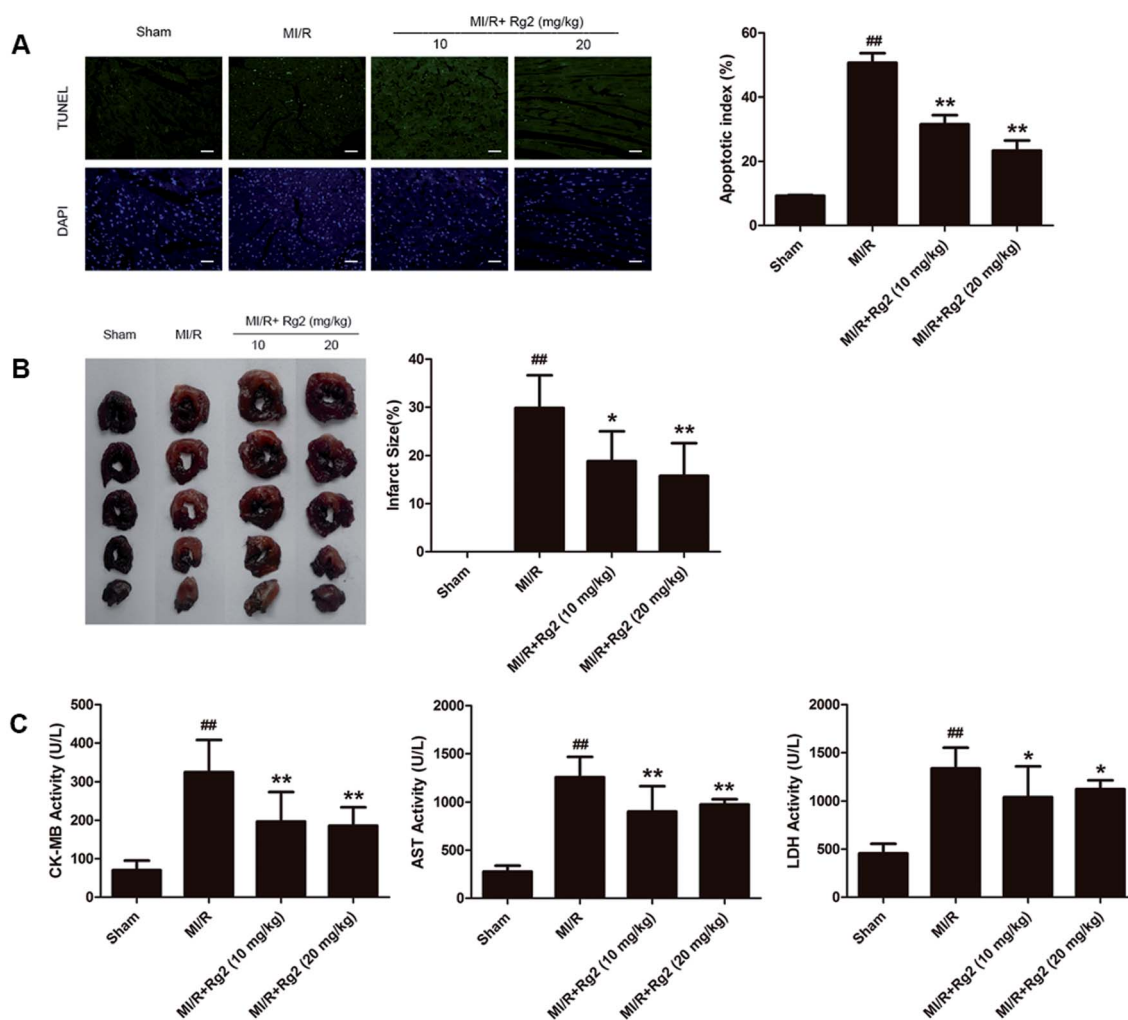 A
Sham
MI/R
MI/R+ Rg2 (mg/kg)
10
20
TUNEL
DAPI
Apoptotic index (%)
60
40
20
0
##
**
**
Sham
MI/R
MI/R+Rg2 (10 mg/kg)
MI/R+Rg2 (20 mg/kg)
B
Sham
MI/R
MI/R+ Rg2 (mg/kg)
10
20
Infarct Size(%)
40
30
20
10
0
##
*
**
Sham
MI/R
MI/R+Rg2 (10 mg/kg)
MI/R+Rg2 (20 mg/kg)
C
CK-MB Activity (U/L)
500
400
300
200
100
0
##
**
**
Sham
MI/R
MI/R+Rg2 (10 mg/kg)
MI/R+Rg2 (20 mg/kg)
AST Activity (U/L)
2000
1500
1000
500
0
##
**
**
Sham
MI/R
MI/R+Rg2 (10 mg/kg)
MI/R+Rg2 (20 mg/kg)
LDH Activity (U/L)
2000
1500
1000
500
0
##
*
*
Sham
MI/R
MI/R+Rg2 (10 mg/kg)
MI/R+Rg2 (20 mg/kg)